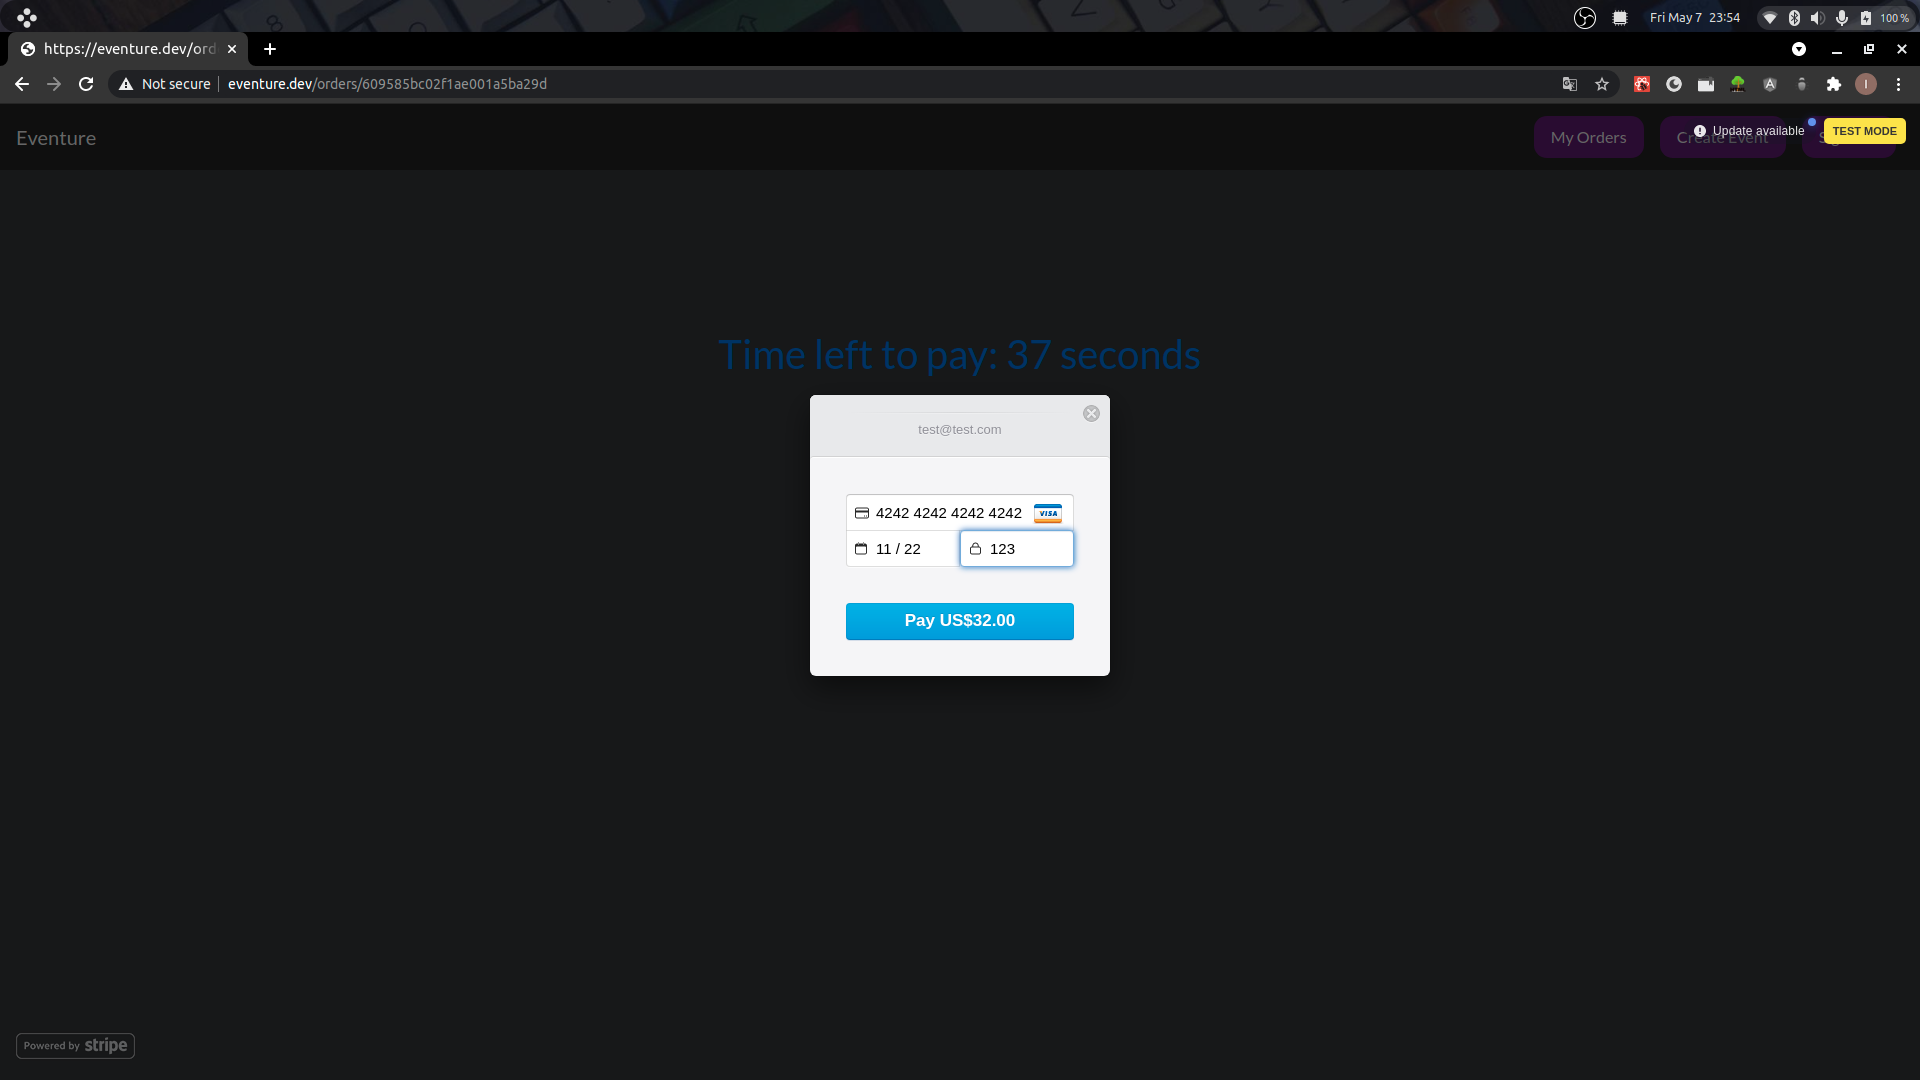 Fri May 7  23:54
100 %
https://eventure.dev/ord
Not secure
eventure.dev/orders/609585bc02f1ae001a5ba29d
Eventure
My Orders
Create Event
Update available
TEST MODE
Time left to pay: 37 seconds
test@test.com
4242 4242 4242 4242
VISA
11 / 22
123
Pay US$32.00
Powered by stripe